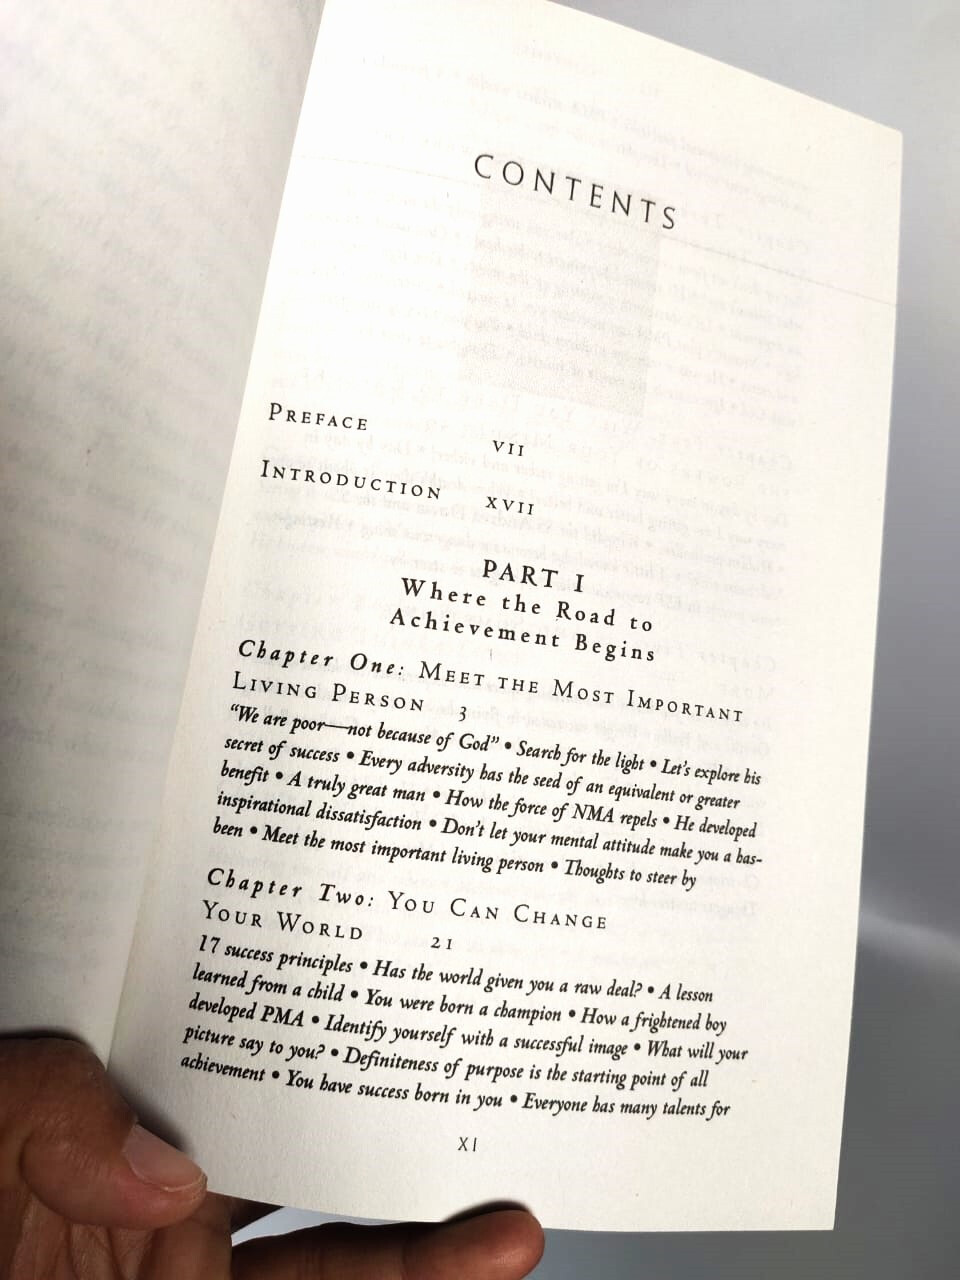 CONTENTS
PREFACE VII
INTRODUCTION XVII
PART I
Where the Road to
Achievement Begins
Chapter One: MEET THE MOST IMPORTANT
LIVING PERSON 3
“We are poor—not because of God” • Search for the light • Let's explore his
secret of success • Every adversity has the seed of an equivalent or greater
benefit • A truly great man • How the force of NMA repels • He developed
inspirational dissatisfaction • Don't let your mental attitude make you a has-
been • Meet the most important living person • Thoughts to steer by
Chapter Two: YOU CAN CHANGE
YOUR WORLD 21
17 success principles • Has the world given you a raw deal? • A lesson
learned from a child • You were born a champion • How a frightened boy
developed PMA • Identify yourself with a successful image • What will your
picture say to you? • Definiteness of purpose is the starting point of all
achievement • You have success born in you • Everyone has many talents for
XI